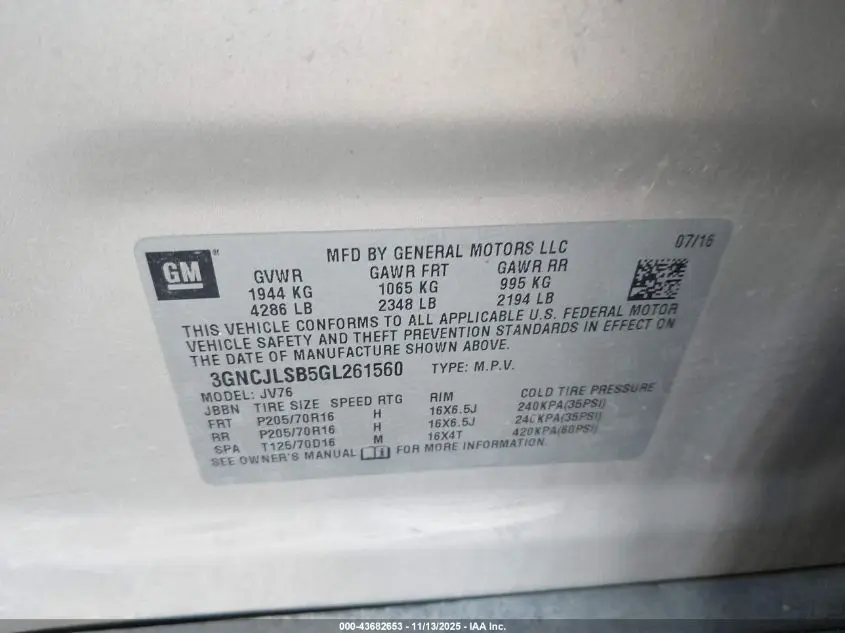 GM
MFD BY GENERAL MOTORS LLC
07/16
GVWR GAWR FRT GAWR RR
1944 KG 1065 KG 995 KG
4286 LB 2348 LB 2194 LB
THIS VEHICLE CONFORMS TO ALL APPLICABLE U.S. FEDERAL MOTOR
VEHICLE SAFETY AND THEFT PREVENTION STANDARDS IN EFFECT ON
THE DATE OF MANUFACTURE SHOWN ABOVE.
3GNCJLSB5GL261560 TYPE: M.P.V.
MODEL: JV76
JBBN TIRE SIZE SPEED RTG RIM COLD TIRE PRESSURE
FRT P205/70R16 H 16X6.5J 240KPA(35PSI)
RR P205/70R16 H 16X6.5J 240KPA(35PSI)
SPA T125/70D16 M 16X4T 420KPA(60PSI)
SEE OWNER'S MANUAL FOR MORE INFORMATION.
000-43682653 | 11/13/2025 - IAA Inc.